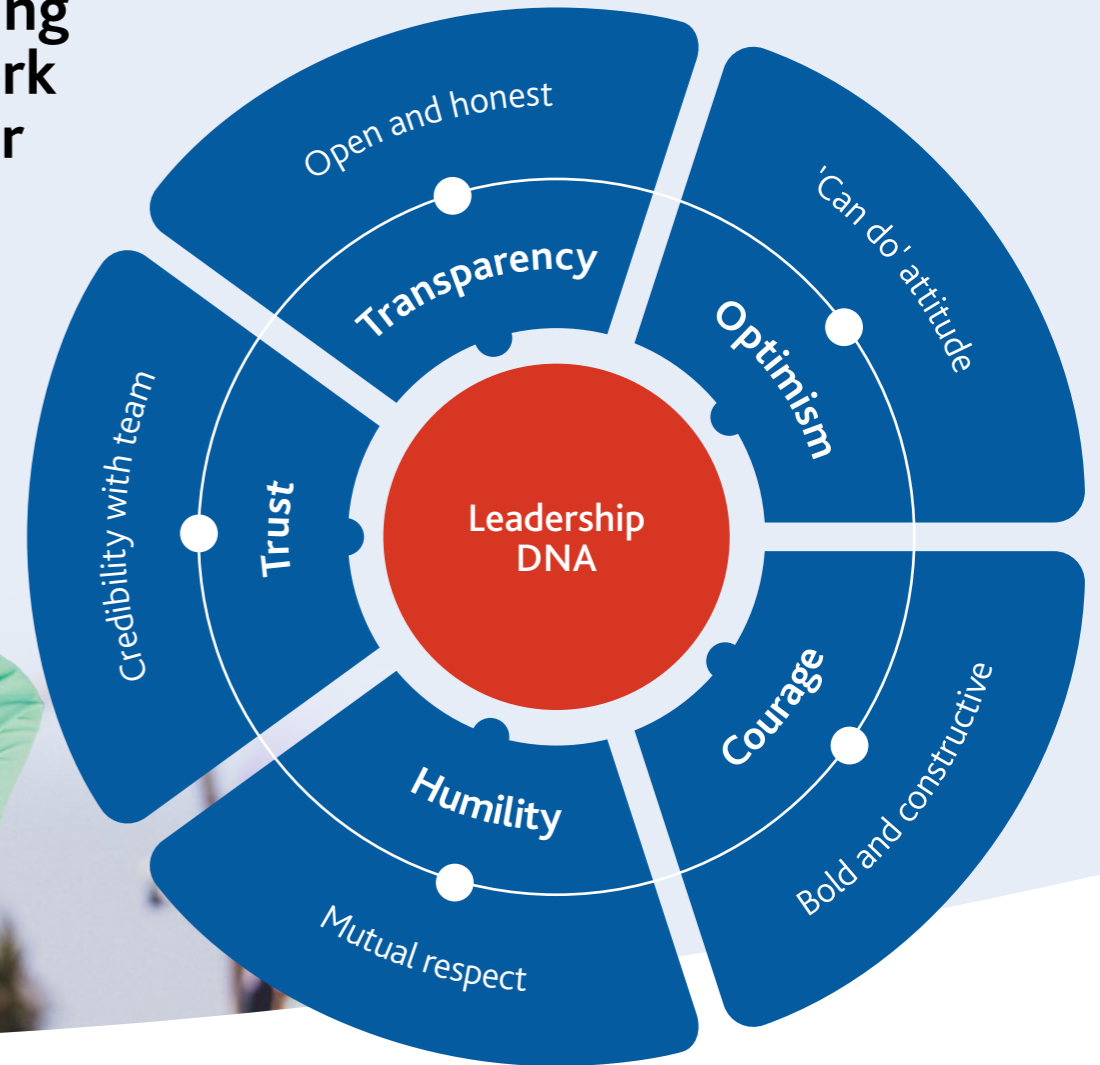 ng
rk
r
Open and honest
Transparency
'Can do' attitude
Optimism
Bold and constructive
Courage
Mutual respect
Humility
Credibility with team
Trust
Leadership
DNA